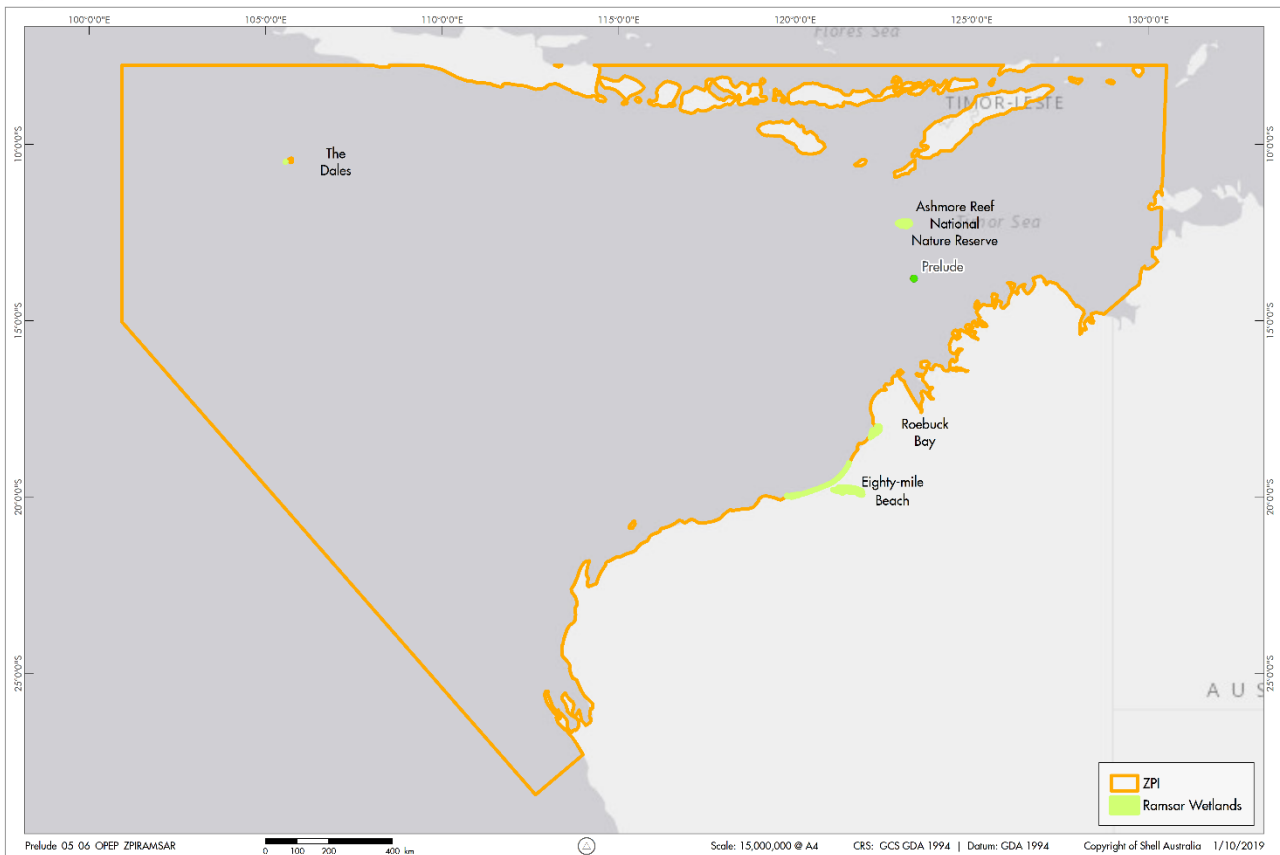 100°0'0"E 105°0'0"E 110°0'0"E 115°0'0"E 120°0'0"E 125°0'0"E 130°0'0"E
Flores Sea
TIMOR-LESTE
10°0'0"S 10°0'0"S
The
Dales
Ashmore Reef
National
Nature Reserve
Timor Sea
Prelude
15°0'0"S 15°0'0"S
Roebuck
Bay
Eighty-mile
Beach
20°0'0"S 20°0'0"S
25°0'0"S 25°0'0"S
AUS
ZPI
Ramsar Wetlands
Prelude 05 06 OPEP ZPIRAMSAR
0 100 200 400 km
Scale: 15,000,000 @ A4 CRS: GCS GDA 1994 | Datum: GDA 1994 Copyright of Shell Australia 1/10/2019